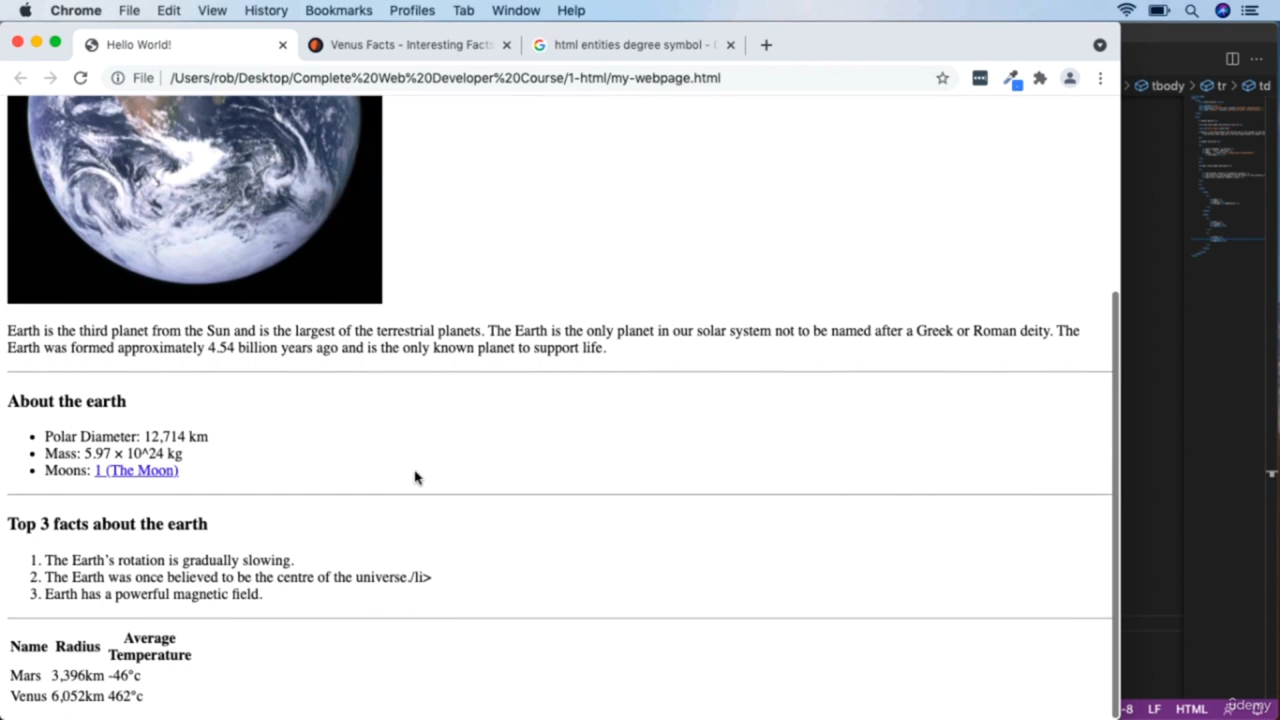 Chrome File Edit View History Bookmarks Profiles Tab Window Help
Hello World!
Venus Facts - Interesting Facts
html entities degree symbol -
File
/Users/rob/Desktop/Complete%20Web%20Developer%20Course/1-html/my-webpage.html
tbody > tr > td
Earth is the third planet from the Sun and is the largest of the terrestrial planets. The Earth is the only planet in our solar system not to be named after a Greek or Roman deity. The
Earth was formed approximately 4.54 billion years ago and is the only known planet to support life.
About the earth
• Polar Diameter: 12,714 km
• Mass: 5.97 × 10^24 kg
• Moons: 1 (The Moon)
Top 3 facts about the earth
1. The Earth’s rotation is gradually slowing.
2. The Earth was once believed to be the centre of the universe./li>
3. Earth has a powerful magnetic field.
Name Radius Average
Temperature
Mars 3,396km -46°c
Venus 6,052km 462°c
-8 LF HTML
ûdemy